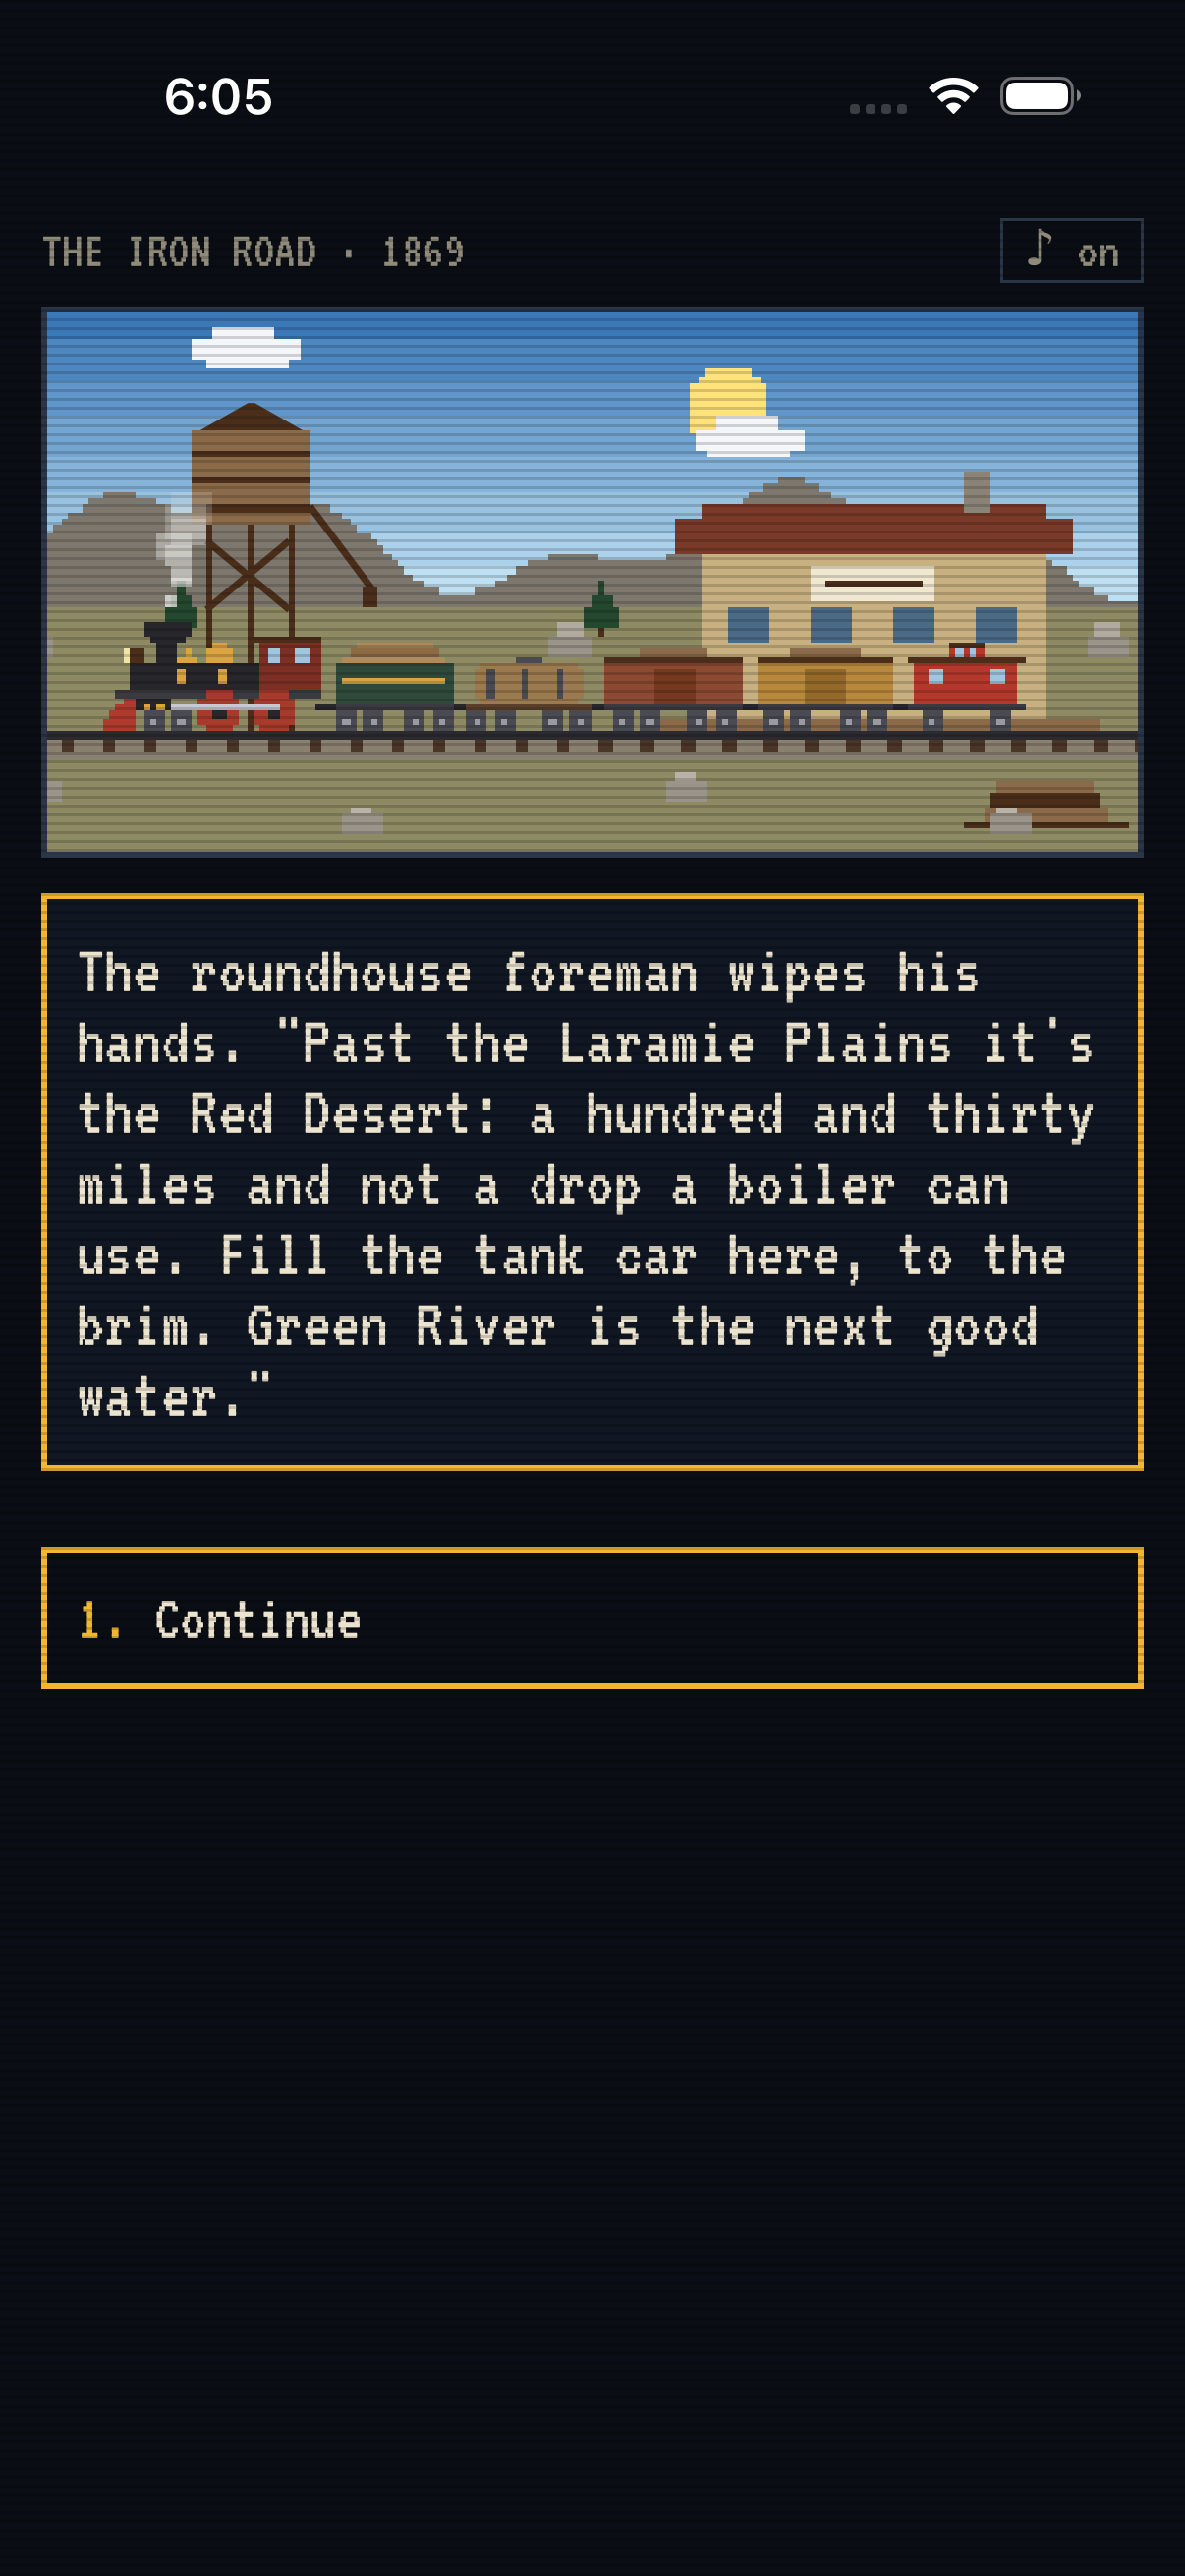 6:05
THE IRON ROAD · 1869
♪ on
The roundhouse foreman wipes his
hands. "Past the Laramie Plains it's
the Red Desert: a hundred and thirty
miles and not a drop a boiler can
use. Fill the tank car here, to the
brim. Green River is the next good
water."
1. Continue